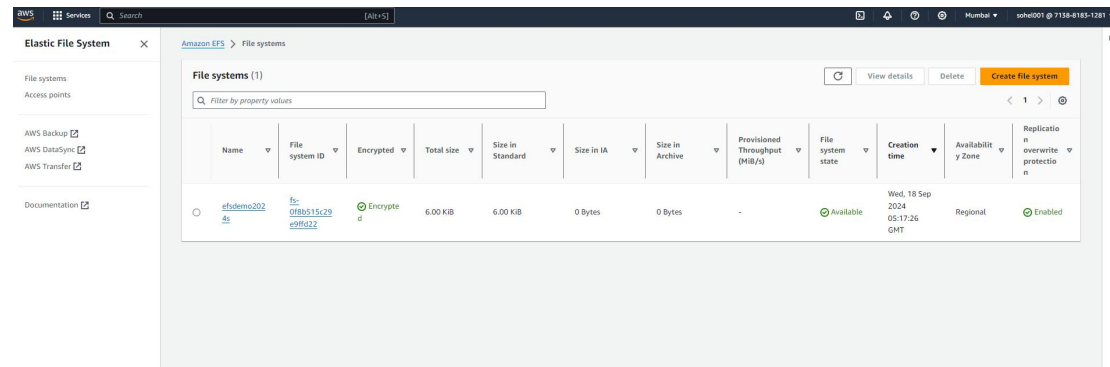 aws Services Search [Alt+S] Mumbai ▼ sohel001 @ 7138-8183-1281
Elastic File System
File systems
Access points
AWS Backup
AWS DataSync
AWS Transfer
Documentation
Amazon EFS > File systems
File systems (1)
View details Delete Create file system
Filter by property values
< 1 >
Name
File
system ID
Encrypted
Total size
Size in
Standard
Size in IA
Size in
Archive
Provisioned
Throughput
(MiB/s)
File
system
state
Creation
time
Availabilit
y Zone
Replicatio
n
overwrite
protectio
n
efsdemo202
4s
fs-
0f8b515c29
e9ffd22
Encrypte
d
6.00 KiB
6.00 KiB
0 Bytes
0 Bytes
-
Available
Wed, 18 Sep
2024
05:17:26
GMT
Regional
Enabled